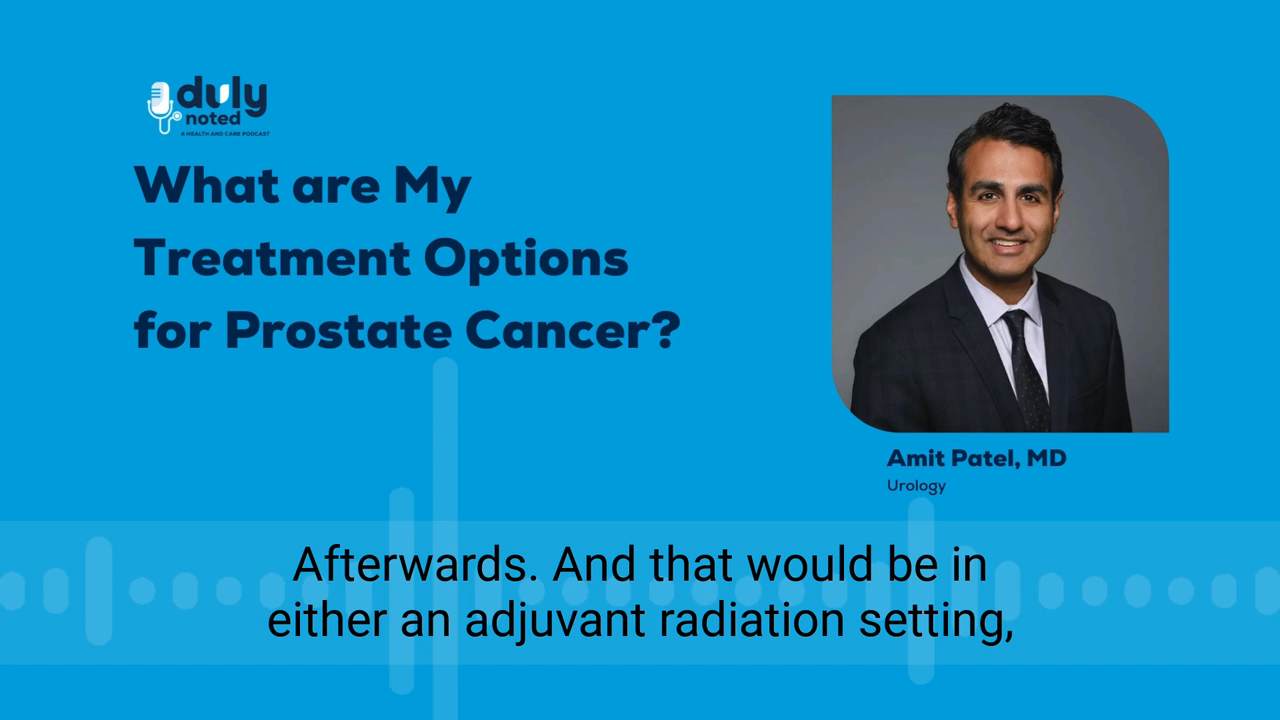 duly
noted
A HEALTH AND CARE PODCAST
What are My
Treatment Options
for Prostate Cancer?
Amit Patel, MD
Urology
Afterwards. And that would be in
either an adjuvant radiation setting,